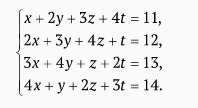 x + 2y + 3z + 4t = 11,
2x + 3y + 4z + t = 12,
3x + 4y + z + 2t = 13,
4x + y + 2z + 3t = 14.